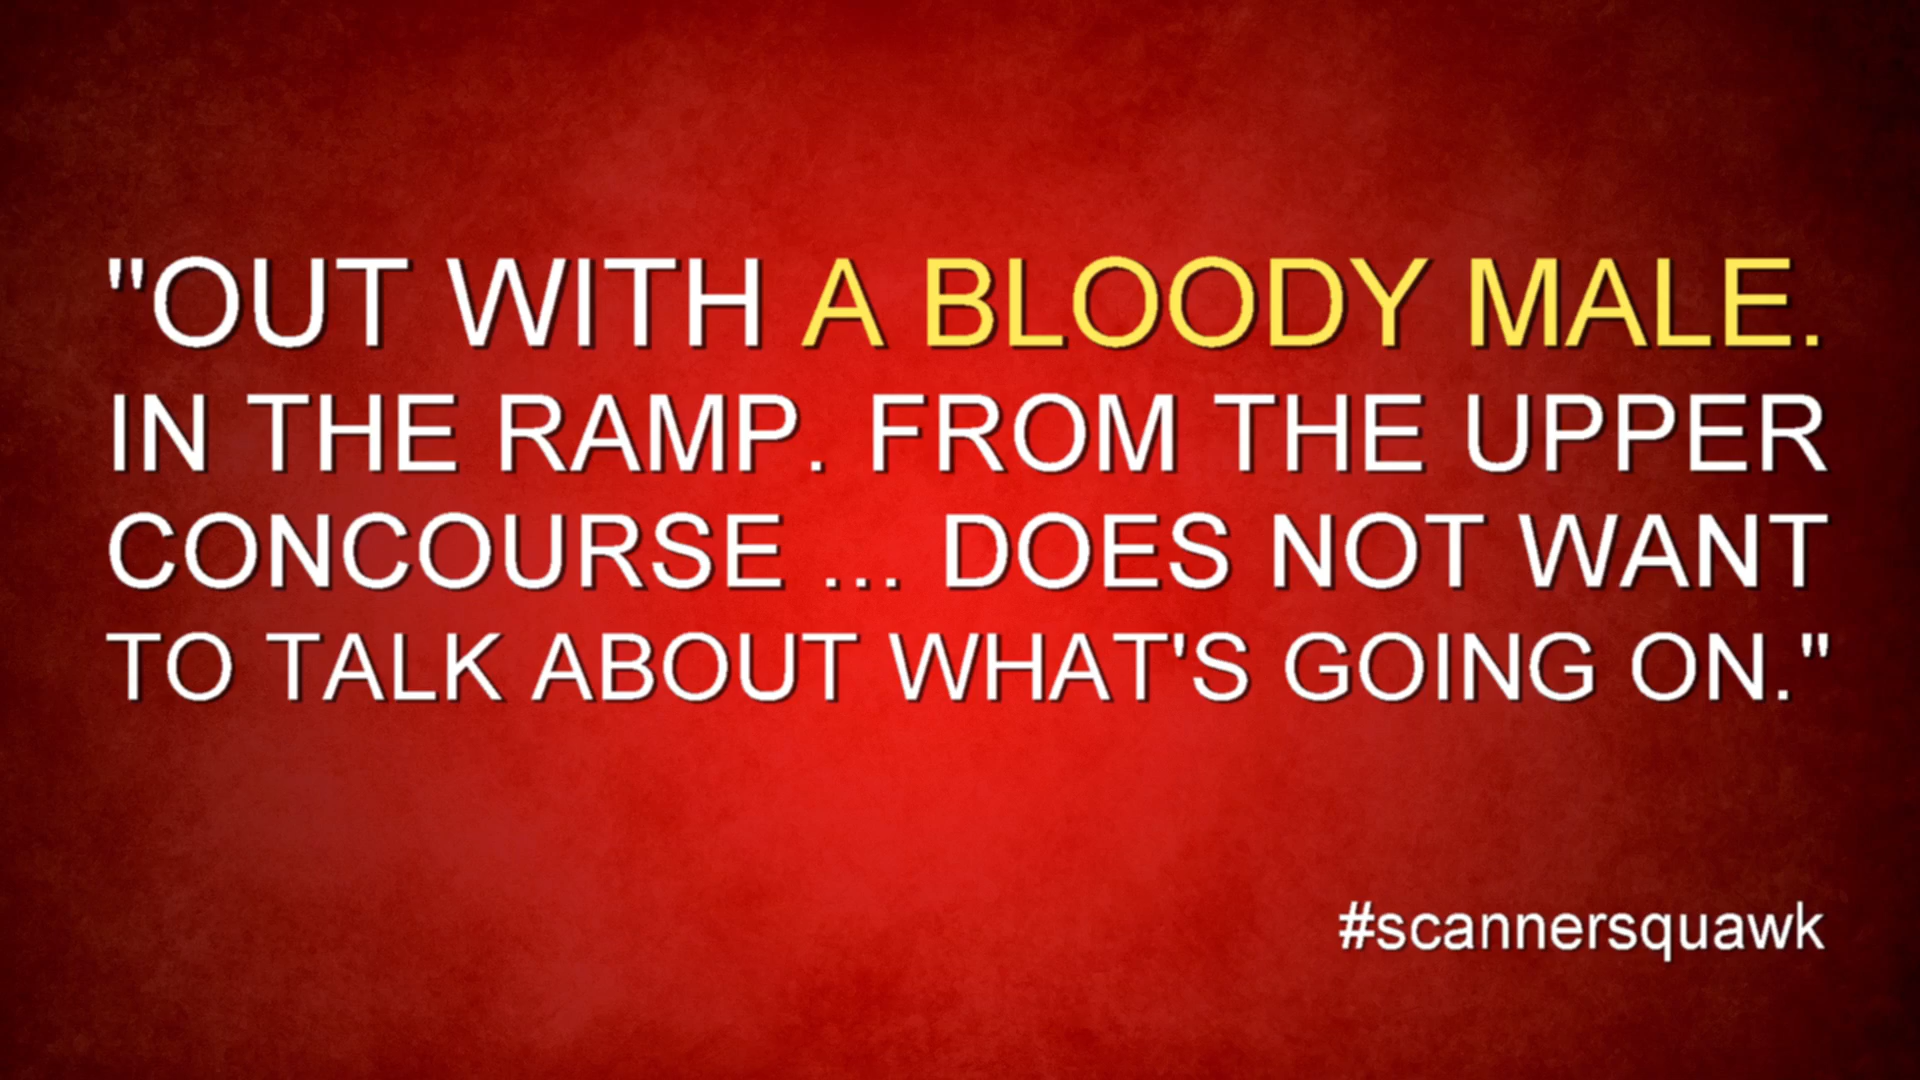 "OUT WITH A BLOODY MALE.
IN THE RAMP. FROM THE UPPER
CONCOURSE ... DOES NOT WANT
TO TALK ABOUT WHAT'S GOING ON."
#scannersquawk